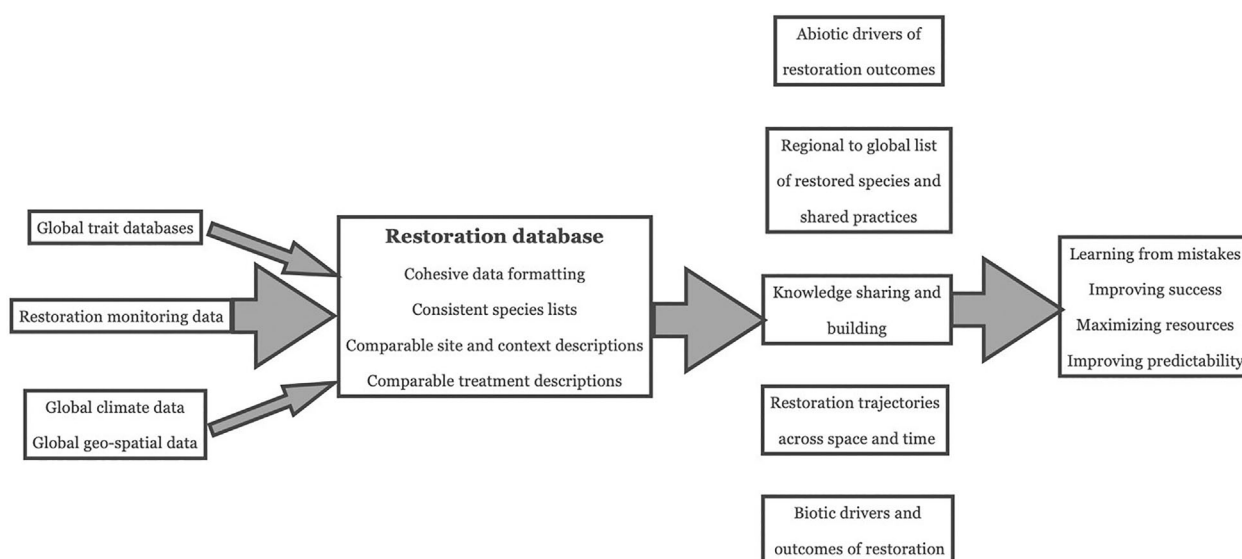 Global trait databases
Restoration monitoring data
Global climate data
Global geo-spatial data
Restoration database
Cohesive data formatting
Consistent species lists
Comparable site and context descriptions
Comparable treatment descriptions
Abiotic drivers of
restoration outcomes
Regional to global list
of restored species and
shared practices
Knowledge sharing and
building
Restoration trajectories
across space and time
Biotic drivers and
outcomes of restoration
Learning from mistakes
Improving success
Maximizing resources
Improving predictability